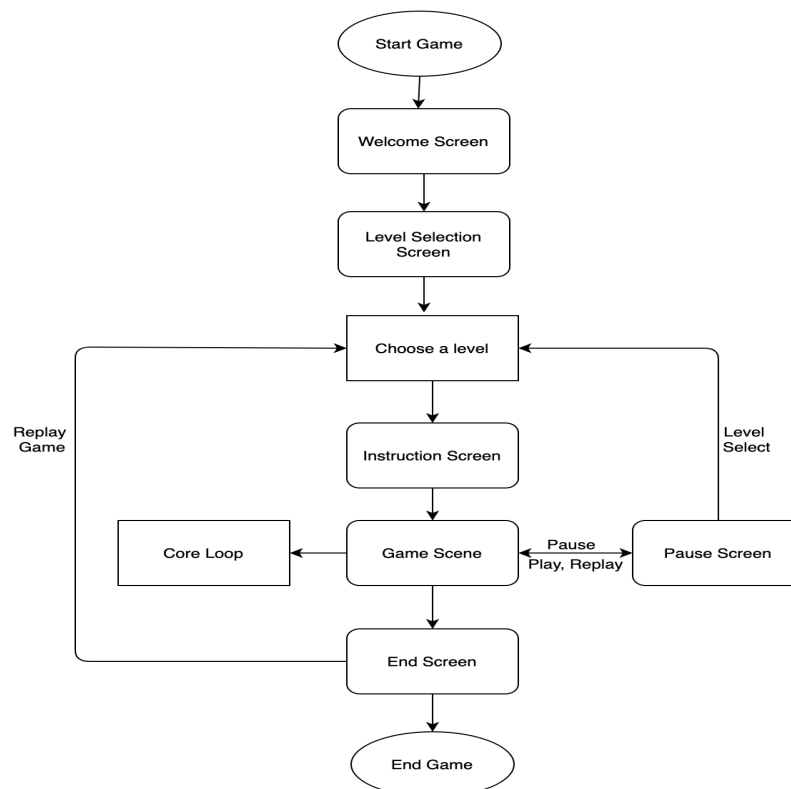 Start Game
Welcome Screen
Level Selection
Screen
Choose a level
Replay
Game
Level
Select
Instruction Screen
Core Loop
Game Scene
Pause
Play, Replay
Pause Screen
End Screen
End Game